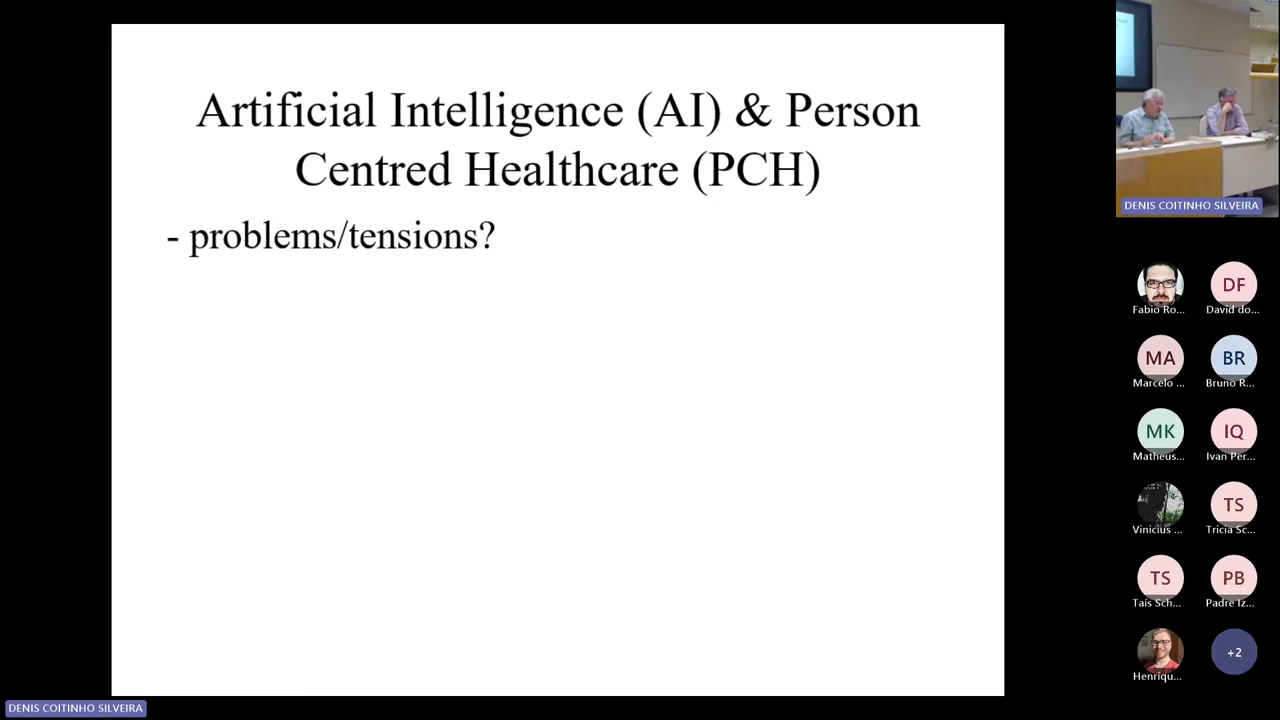 Artificial Intelligence (AI) & Person
Centred Healthcare (PCH)
- problems/tensions?
DENIS COITINHO SILVEIRA
Fabio Ro...
DF
David do...
MA
Marcelo ...
BR
Bruno R...
MK
Matheus...
IQ
Ivan Per...
Vinicius ...
TS
Tricia Sc...
TS
Taís Sch...
PB
Padre Iz...
Henriqu...
+2
DENIS COITINHO SILVEIRA